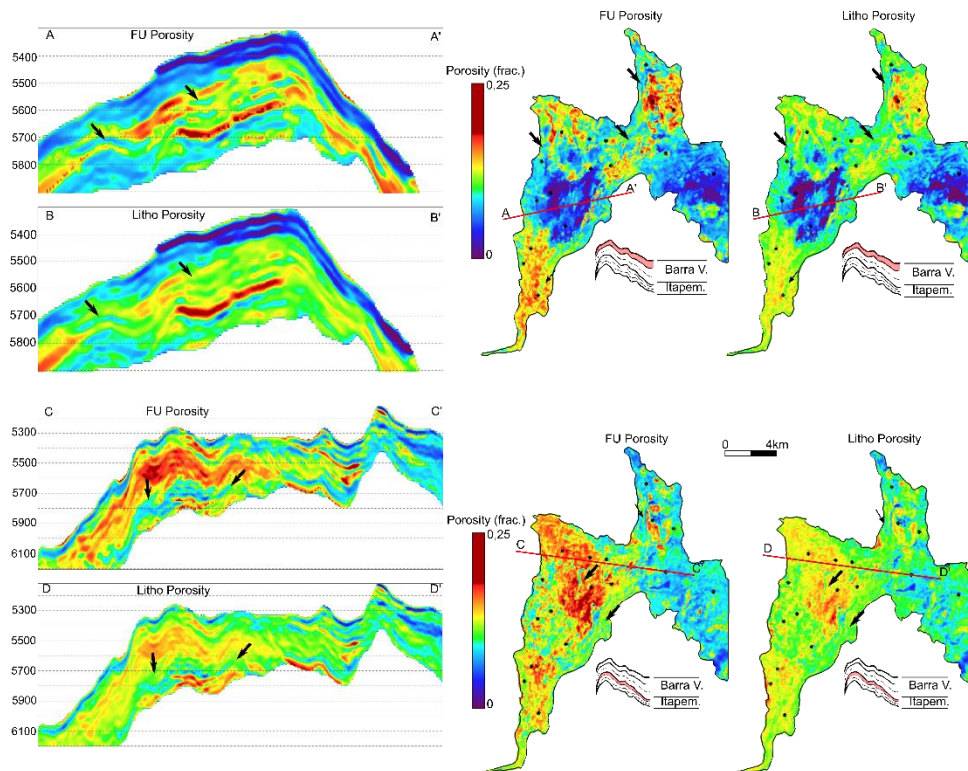 A FU Porosity A'
5400
5500
5600
5700
5800
B Litho Porosity B'
5400
5500
5600
5700
5800
Porosity (frac.)
0,25
0
FU Porosity
A A'
Barra V.
Itapem.
Litho Porosity
B B'
Barra V.
Itapem.
C FU Porosity C'
5300
5500
5700
5900
6100
D Litho Porosity D'
5300
5500
5700
5900
6100
Porosity (frac.)
0,25
0
FU Porosity
0 4km
C C'
Barra V.
Itapem.
Litho Porosity
D D'
Barra V.
Itapem.